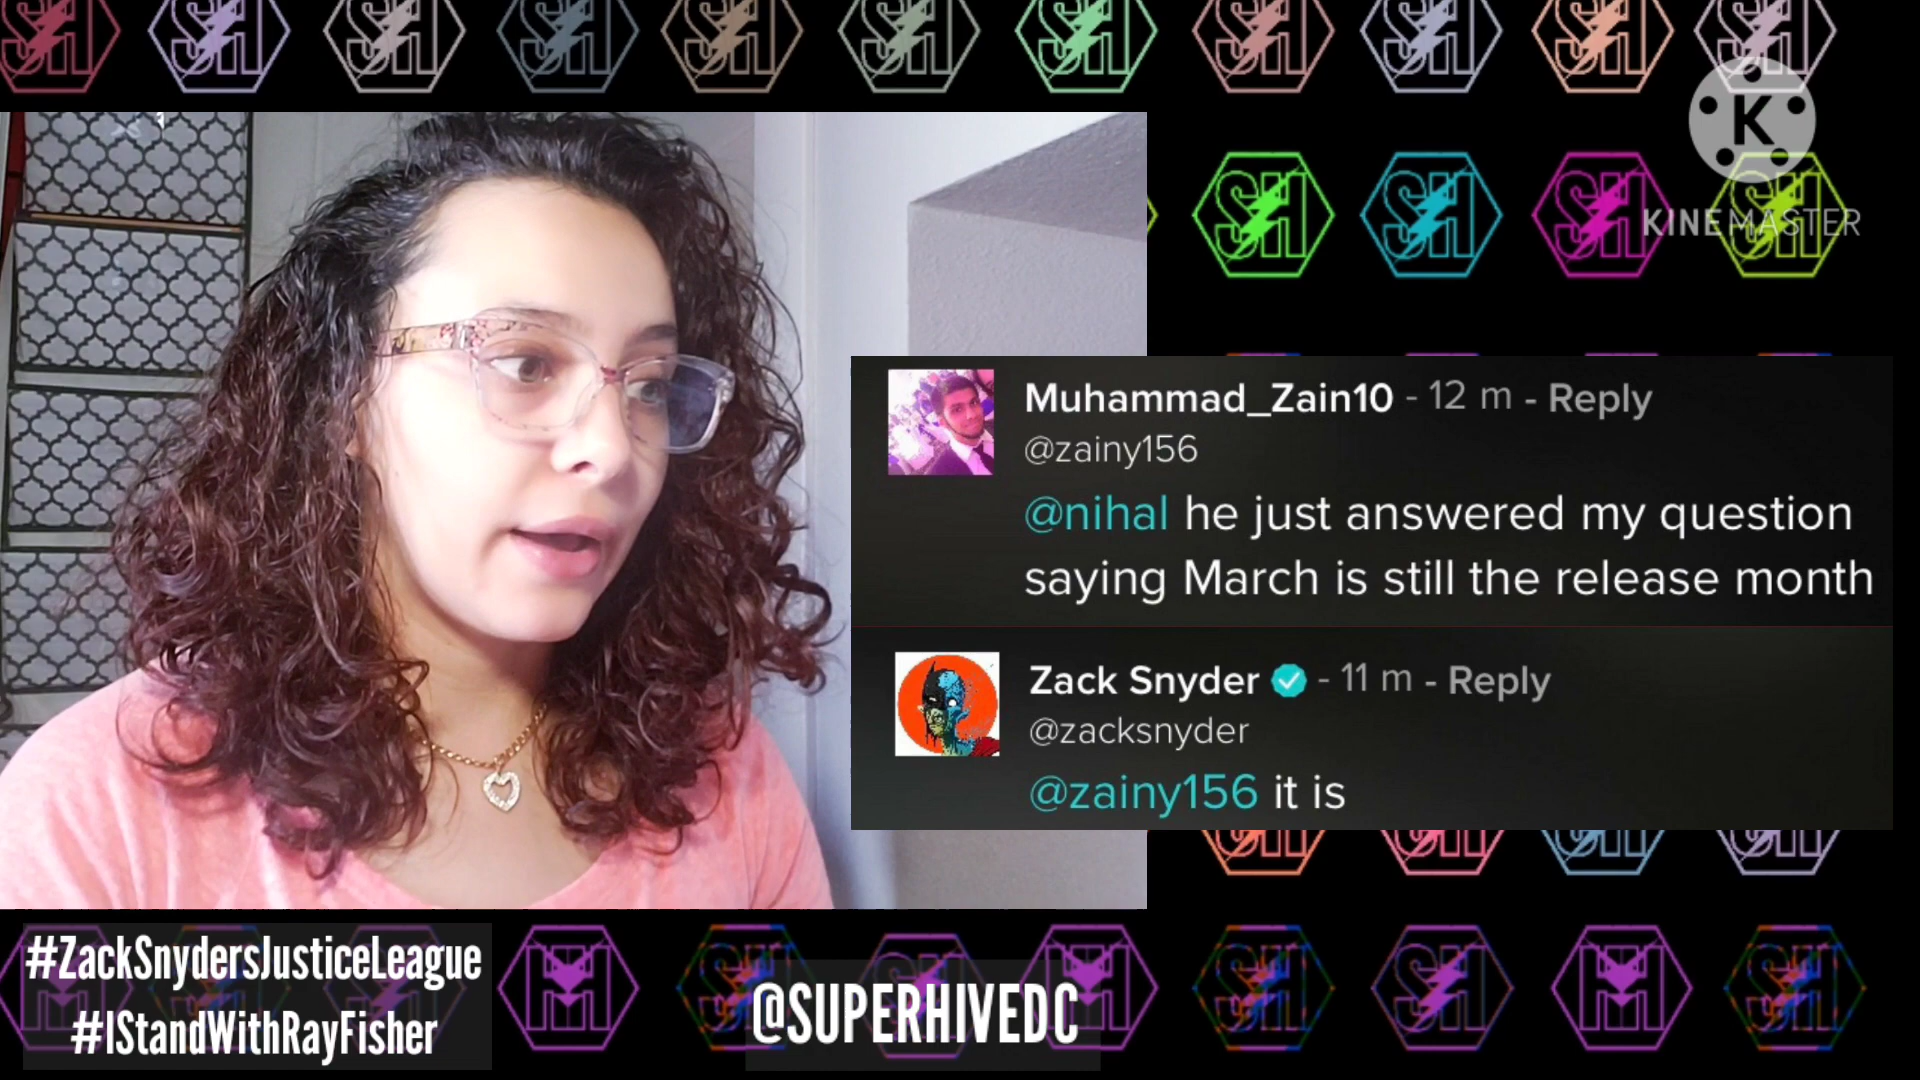 K
KINEMASTER
Muhammad_Zain10 - 12 m - Reply
@zainy156
@nihal he just answered my question
saying March is still the release month
Zack Snyder - 11 m - Reply
@zacksnyder
@zainy156 it is
#ZackSnydersJusticeLeague
#IStandWithRayFisher
@SUPERHIVEDC